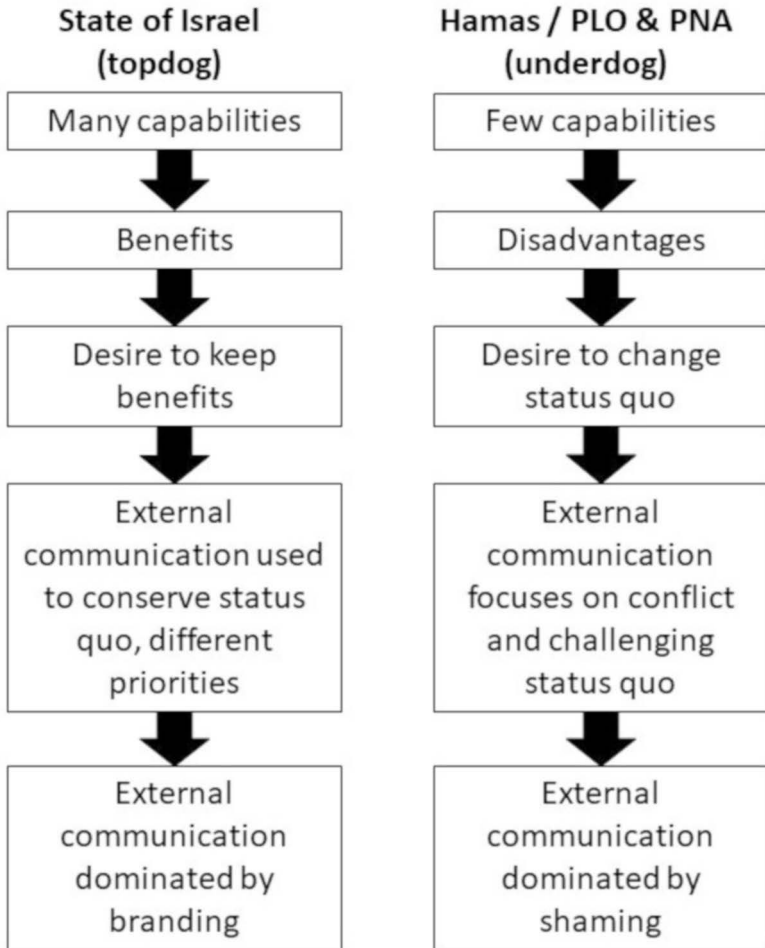 State of Israel
(topdog)
Many capabilities
Benefits
Desire to keep
benefits
External
communication used
to conserve status
quo, different
priorities
External
communication
dominated by
branding
Hamas / PLO & PNA
(underdog)
Few capabilities
Disadvantages
Desire to change
status quo
External
communication
focuses on conflict
and challenging
status quo
External
communication
dominated by
shaming